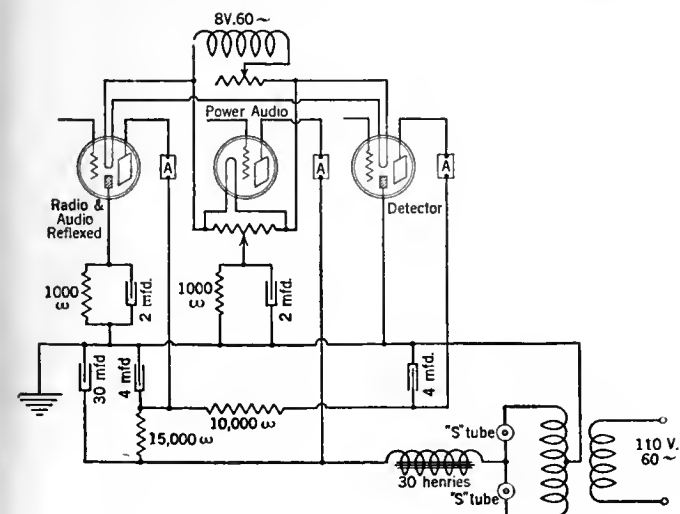 8V.60~
Power Audio
A
A
A
Radio &
Audio
Reflexed
Detector
1000
ω
2 mfd.
1000
ω
2 mfd.
30 mfd
4 mfd
4 mfd.
10,000 ω
15,000 ω
30 henries
"S" tube
"S" tube
110 V.
60~